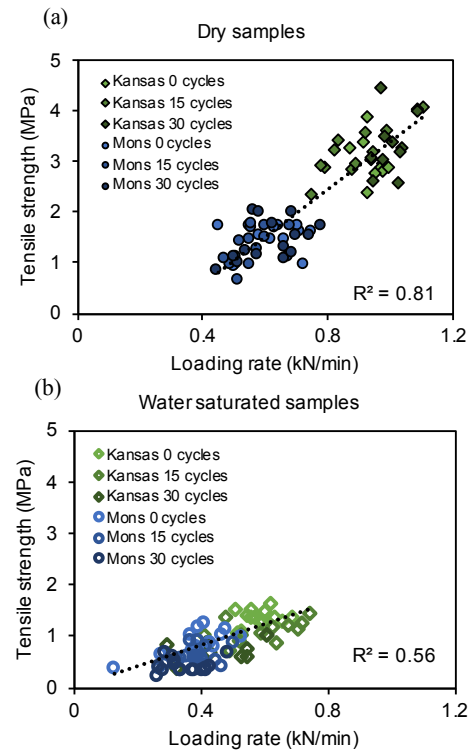 (a)
Dry samples
5
4
3
2
1
0
Tensile strength (MPa)
Kansas 0 cycles
Kansas 15 cycles
Kansas 30 cycles
Mons 0 cycles
Mons 15 cycles
Mons 30 cycles
R² = 0.81
0 0.4 0.8 1.2
Loading rate (kN/min)
(b)
Water saturated samples
5
4
3
2
1
0
Tensile strength (MPa)
Kansas 0 cycles
Kansas 15 cycles
Kansas 30 cycles
Mons 0 cycles
Mons 15 cycles
Mons 30 cycles
R² = 0.56
0 0.4 0.8 1.2
Loading rate (kN/min)